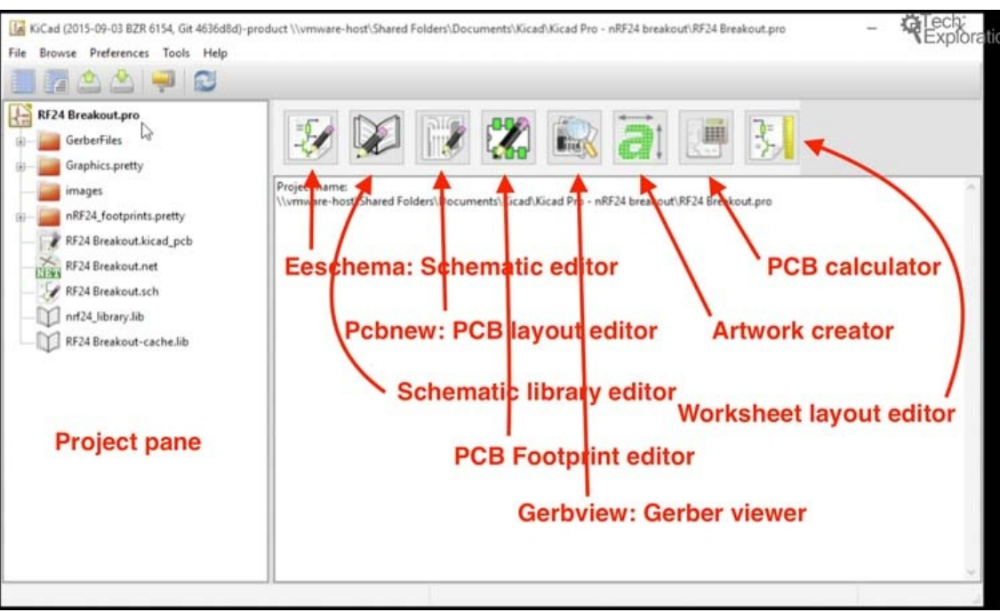 KiCad (2015-09-03 BZR 6154, Git 4636d8d)-product \\vmware-host\Shared Folders\Documents\Kicad\Kicad Pro - nRF24 breakout\RF24 Breakout.pro
Tech
Exploratio
File Browse Preferences Tools Help
RF24 Breakout.pro
GerberFiles
Graphics.pretty
images
nRF24_footprints.pretty
RF24 Breakout.kicad_pcb
NET
RF24 Breakout.net
RF24 Breakout.sch
nrf24_library.lib
RF24 Breakout-cache.lib
Project pane
a
Project name:
\\vmware-host\Shared Folders\Documents\Kicad\Kicad Pro - nRF24 breakout\RF24 Breakout.pro
Eeschema: Schematic editor
PCB calculator
Pcbnew: PCB layout editor
Artwork creator
Schematic library editor
Worksheet layout editor
PCB Footprint editor
Gerbview: Gerber viewer